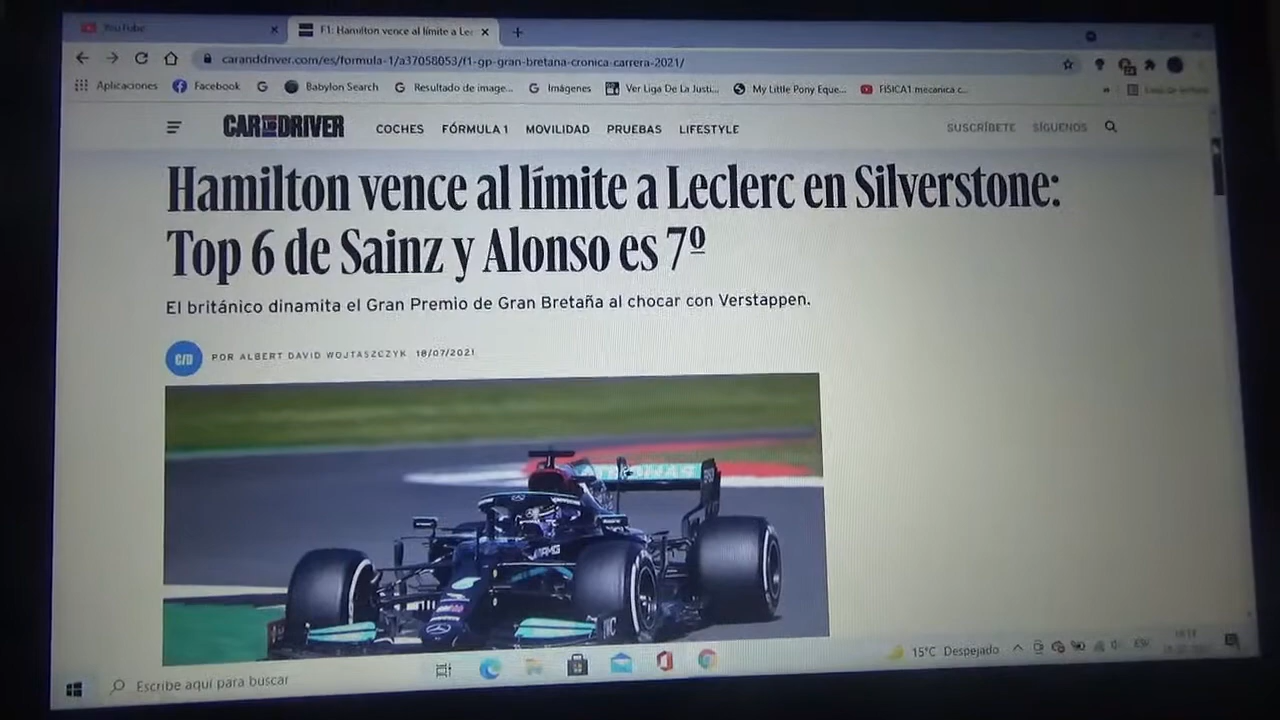 YouTube
F1: Hamilton vence al límite a Lec
caranddriver.com/es/formula-1/a37058053/f1-gp-gran-bretana-cronica-carrera-2021/
Aplicaciones Facebook Babylon Search Resultado de image... Imágenes Ver Liga De La Justi... My Little Pony Eque... FISICA1 mecanica c...
CAR AND DRIVER COCHES FÓRMULA 1 MOVILIDAD PRUEBAS LIFESTYLE SUSCRÍBETE SÍGUENOS
Hamilton vence al límite a Leclerc en Silverstone:
Top 6 de Sainz y Alonso es 7º
El británico dinamita el Gran Premio de Gran Bretaña al chocar con Verstappen.
C/D POR ALBERT DAVID WOJTASZCZYK 18/07/2021
PETRONAS
AMG
Escribe aquí para buscar
15°C Despejado ESP